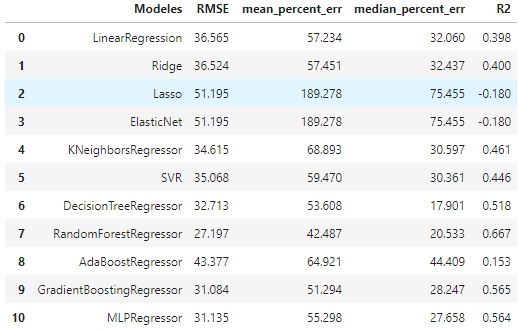 Modeles RMSE mean_percent_err median_percent_err R2
0 LinearRegression 36.565 57.234 32.060 0.398
1 Ridge 36.524 57.451 32.437 0.400
2 Lasso 51.195 189.278 75.455 -0.180
3 ElasticNet 51.195 189.278 75.455 -0.180
4 KNeighborsRegressor 34.615 68.893 30.597 0.461
5 SVR 35.068 59.470 30.361 0.446
6 DecisionTreeRegressor 32.713 53.608 17.901 0.518
7 RandomForestRegressor 27.197 42.487 20.533 0.667
8 AdaBoostRegressor 43.377 64.921 44.409 0.153
9 GradientBoostingRegressor 31.084 51.294 28.247 0.565
10 MLPRegressor 31.135 55.298 27.658 0.564